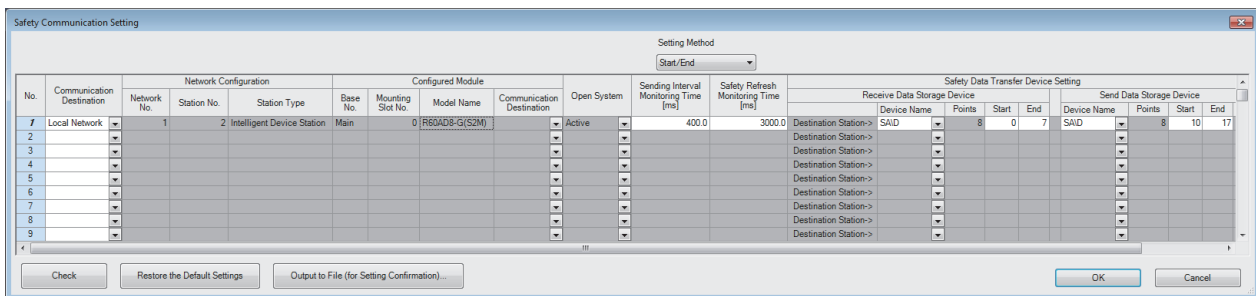 Safety Communication Setting
Setting Method
Start/End
No. Communication Destination Network Configuration Configured Module Open System Sending Interval Monitoring Time [ms] Safety Refresh Monitoring Time [ms] Safety Data Transfer Device Setting
Network No. Station No. Station Type Base No. Mounting Slot No. Model Name Communication Destination Receive Data Storage Device Send Data Storage Device
Device Name Points Start End Device Name Points Start End
1 Local Network 1 2 Intelligent Device Station Main 0 R60AD8-G(S2M) Active 400.0 3000.0 Destination Station-> SA\D 8 0 7 SA\D 8 10 17
2 Destination Station->
3 Destination Station->
4 Destination Station->
5 Destination Station->
6 Destination Station->
7 Destination Station->
8 Destination Station->
9 Destination Station->
Check Restore the Default Settings Output to File (for Setting Confirmation)... OK Cancel